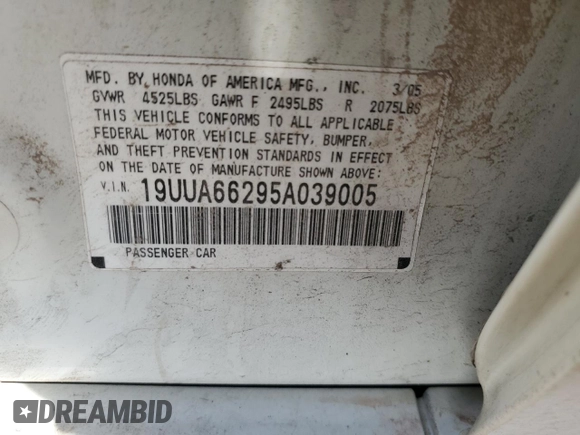 MFD. BY HONDA OF AMERICA MFG., INC. 3/05
GVWR 4525LBS GAWR F 2495LBS R 2075LBS
THIS VEHICLE CONFORMS TO ALL APPLICABLE
FEDERAL MOTOR VEHICLE SAFETY, BUMPER,
AND THEFT PREVENTION STANDARDS IN EFFECT
ON THE DATE OF MANUFACTURE SHOWN ABOVE:
V.I.N. 19UUA66295A039005
PASSENGER CAR
DREAMBID